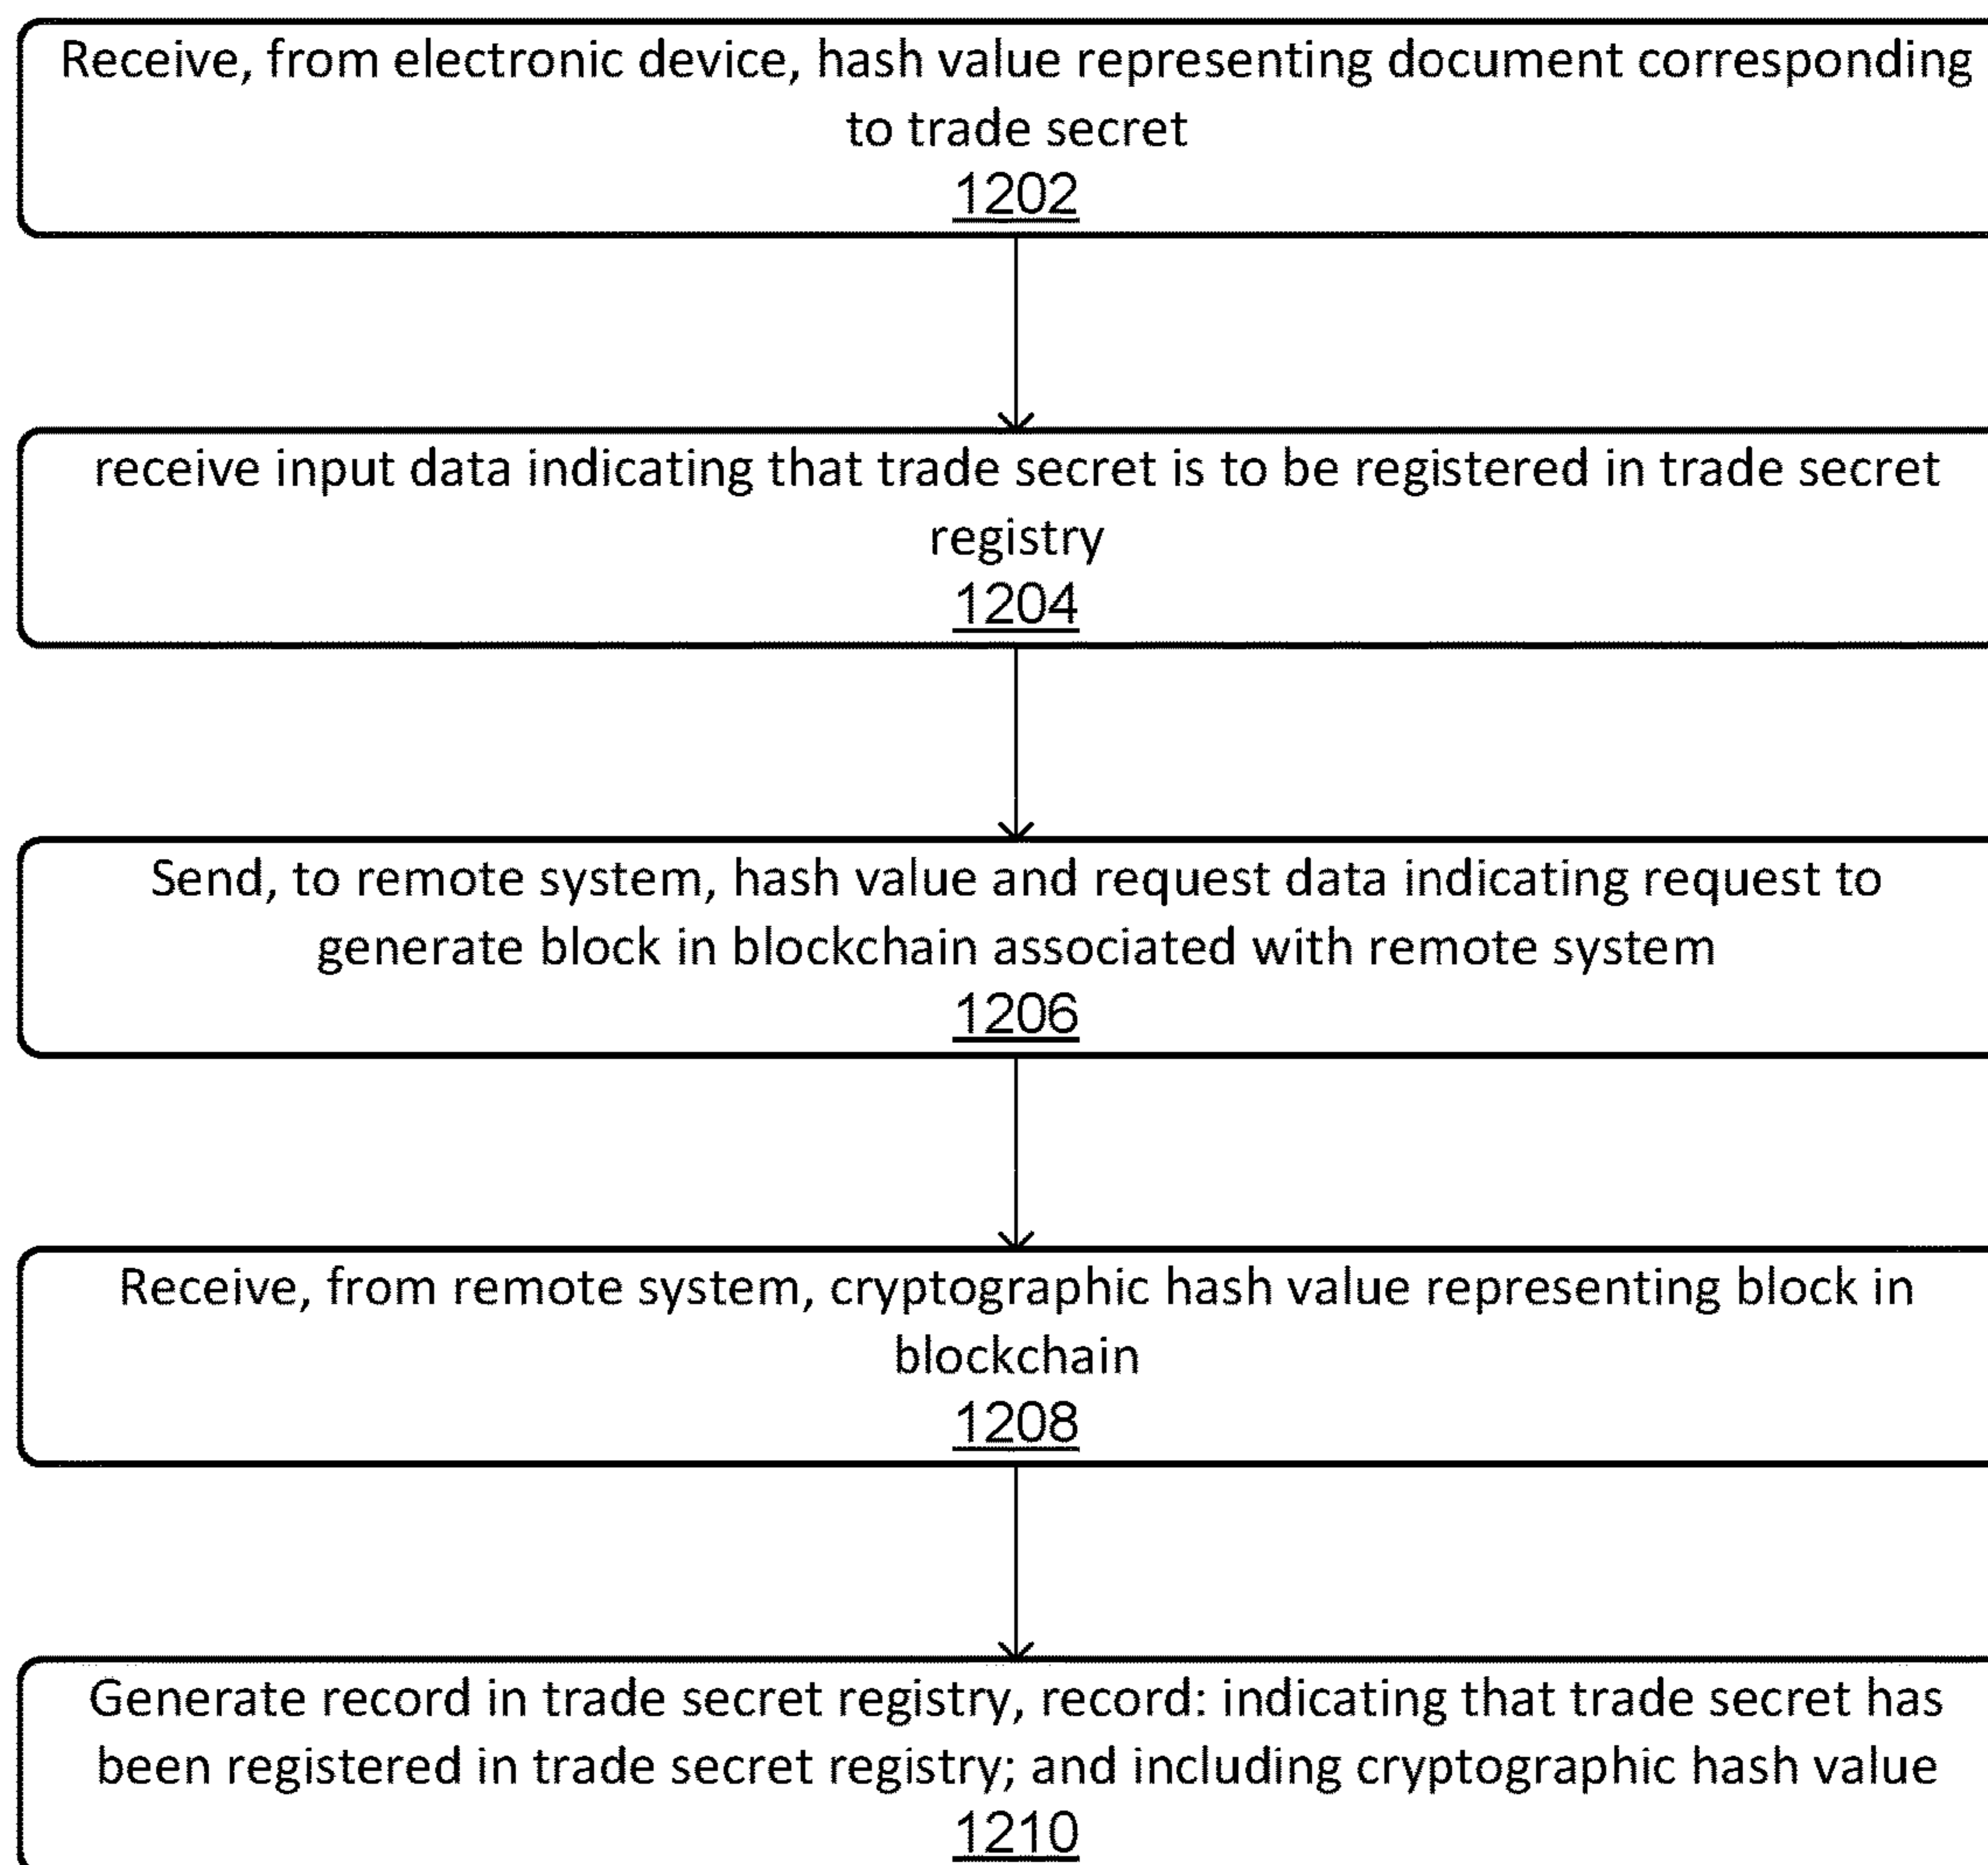 Receive, from electronic device, hash value representing document corresponding
to trade secret
1202
receive input data indicating that trade secret is to be registered in trade secret
registry
1204
Send, to remote system, hash value and request data indicating request to
generate block in blockchain associated with remote system
1206
Receive, from remote system, cryptographic hash value representing block in
blockchain
1208
Generate record in trade secret registry, record: indicating that trade secret has
been registered in trade secret registry; and including cryptographic hash value
1210